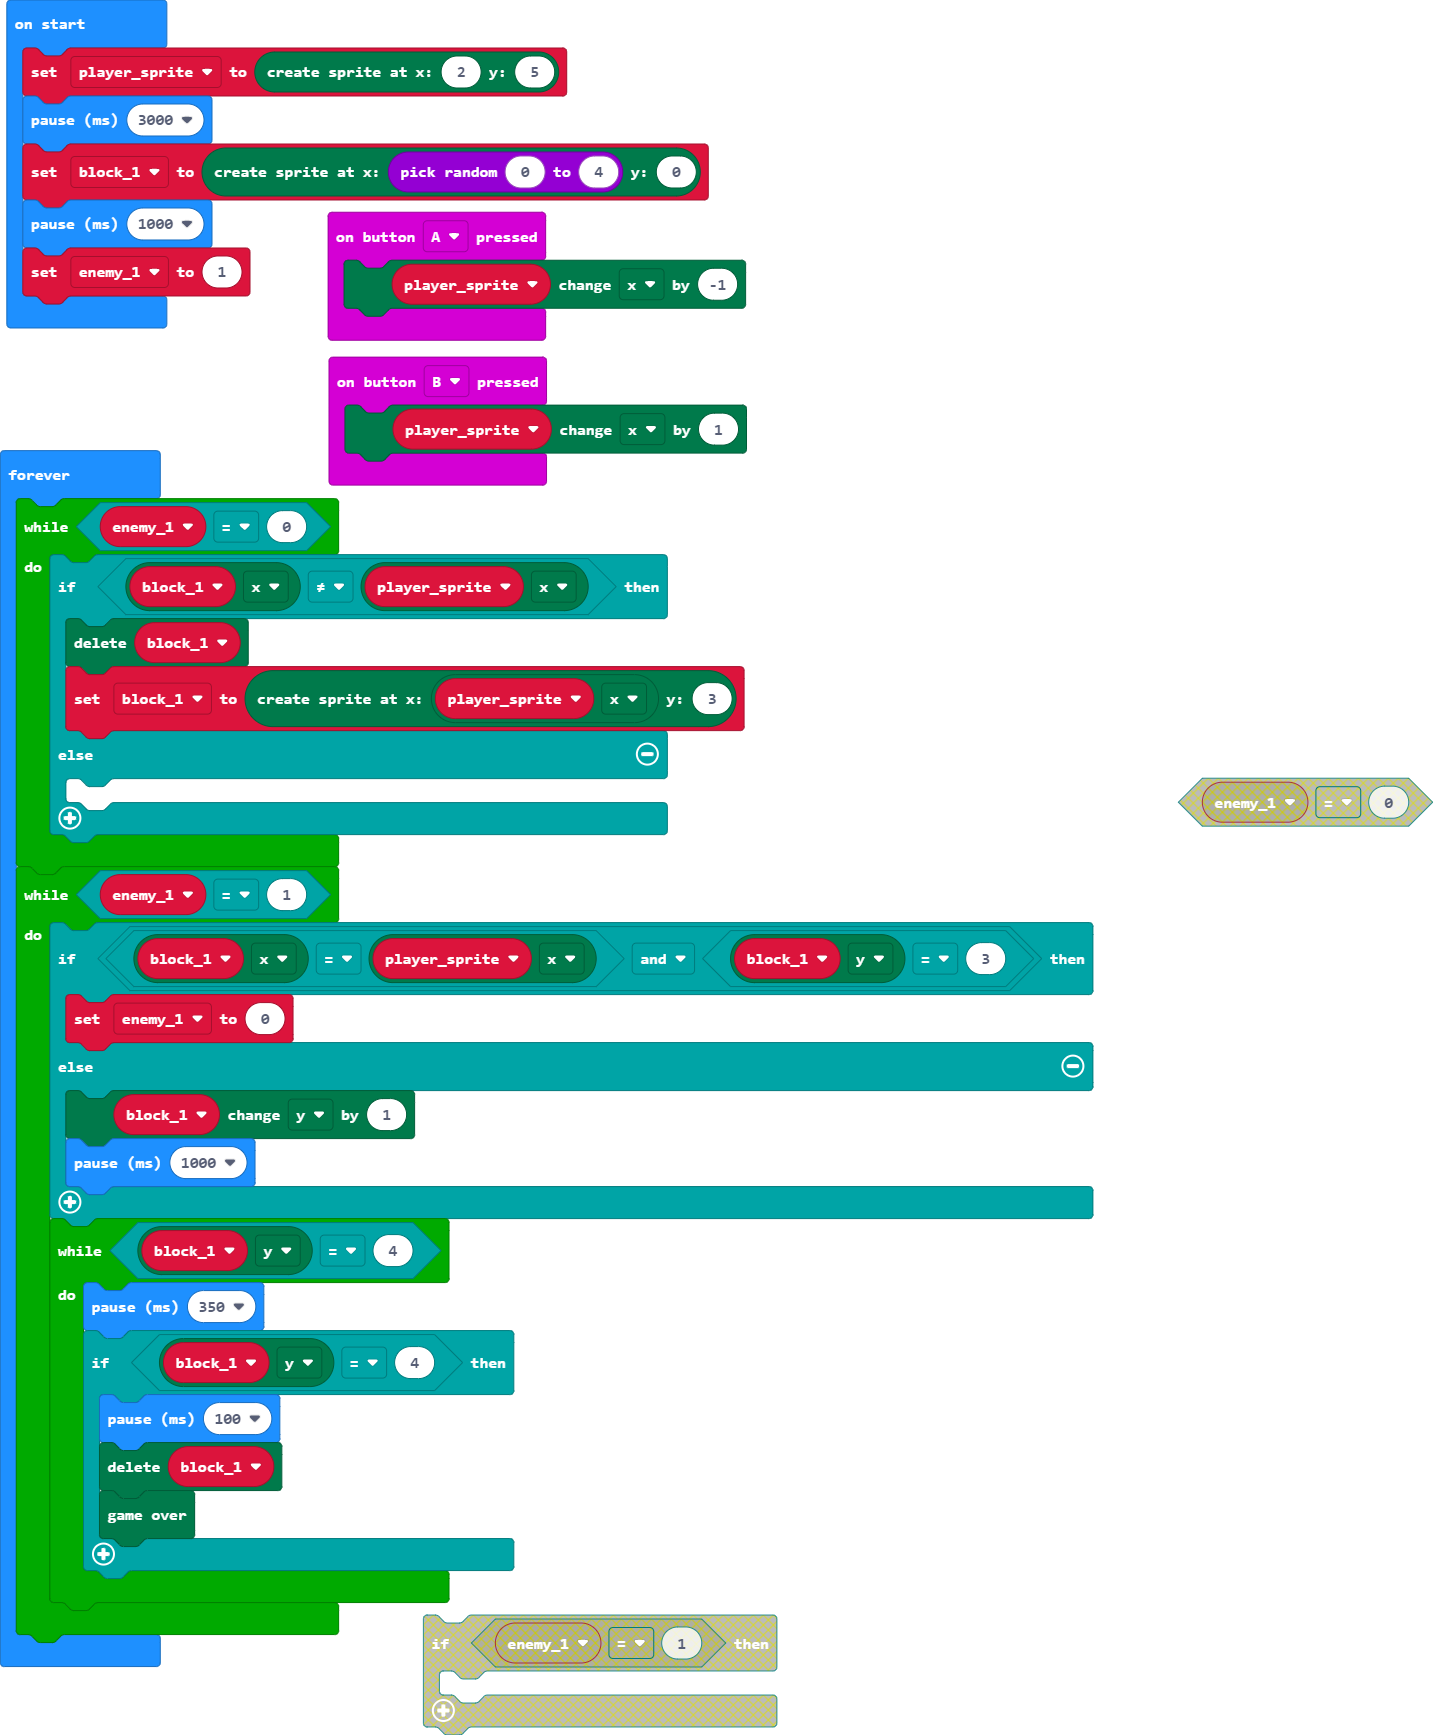 on start
set player_sprite to create sprite at x: 2 y: 5
pause (ms) 3000
set block_1 to create sprite at x: pick random 0 to 4 y: 0
pause (ms) 1000
set enemy_1 to 1
on button A pressed
player_sprite change x by -1
on button B pressed
player_sprite change x by 1
forever
while enemy_1 = 0
do
if block_1 x ≠ player_sprite x then
delete block_1
set block_1 to create sprite at x: player_sprite x y: 3
else
enemy_1 = 0
while enemy_1 = 1
do
if block_1 x = player_sprite x and block_1 y = 3 then
set enemy_1 to 0
else
block_1 change y by 1
pause (ms) 1000
while block_1 y = 4
do
pause (ms) 350
if block_1 y = 4 then
pause (ms) 100
delete block_1
game over
if enemy_1 = 1 then